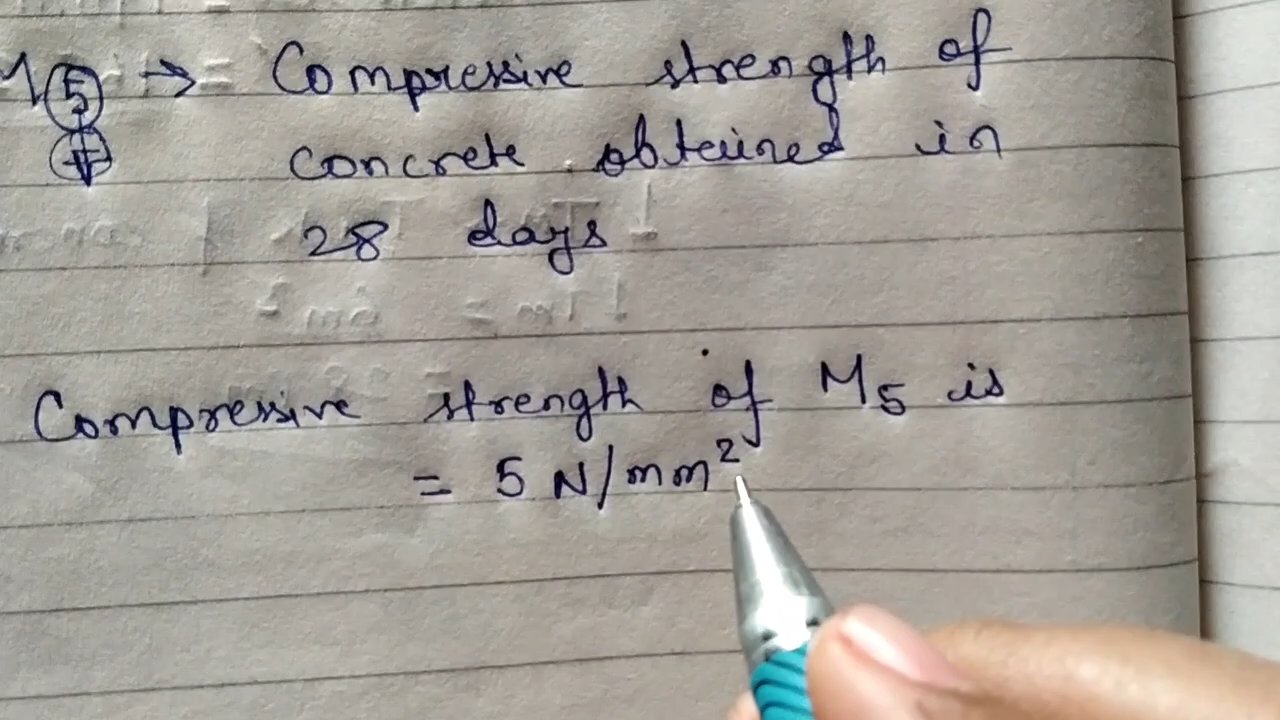 M5 → Compressive strength of
concrete obtained in
28 days
Compressive strength of M5 is
= 5 N/mm²